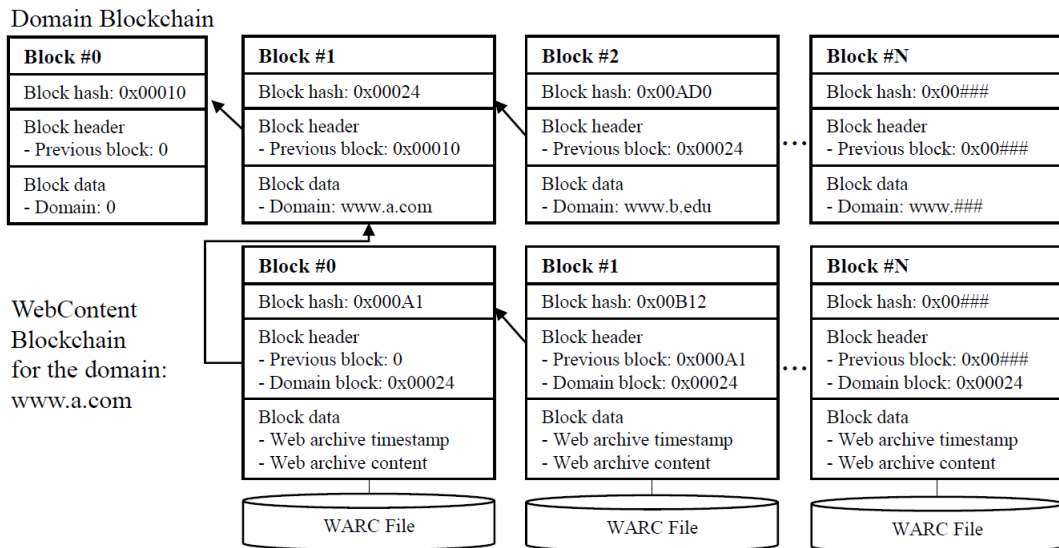 Domain Blockchain
Block #0
Block hash: 0x00010
Block header
- Previous block: 0
Block data
- Domain: 0
Block #1
Block hash: 0x00024
Block header
- Previous block: 0x00010
Block data
- Domain: www.a.com
Block #2
Block hash: 0x00AD0
Block header
- Previous block: 0x00024
Block data
- Domain: www.b.edu
...
Block #N
Block hash: 0x00###
Block header
- Previous block: 0x00###
Block data
- Domain: www.###
WebContent
Blockchain
for the domain:
www.a.com
Block #0
Block hash: 0x000A1
Block header
- Previous block: 0
- Domain block: 0x00024
Block data
- Web archive timestamp
- Web archive content
WARC File
Block #1
Block hash: 0x00B12
Block header
- Previous block: 0x000A1
- Domain block: 0x00024
Block data
- Web archive timestamp
- Web archive content
WARC File
...
Block #N
Block hash: 0x00###
Block header
- Previous block: 0x00###
- Domain block: 0x00024
Block data
- Web archive timestamp
- Web archive content
WARC File